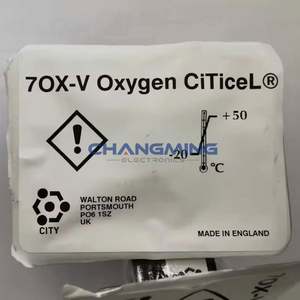 7OX-V Oxygen CiTiceL®
+50
CHANGMING
ELECTRONICS
-20
°C
CITY
WALTON ROAD
PORTSMOUTH
PO6 1SZ
UK
MADE IN ENGLAND